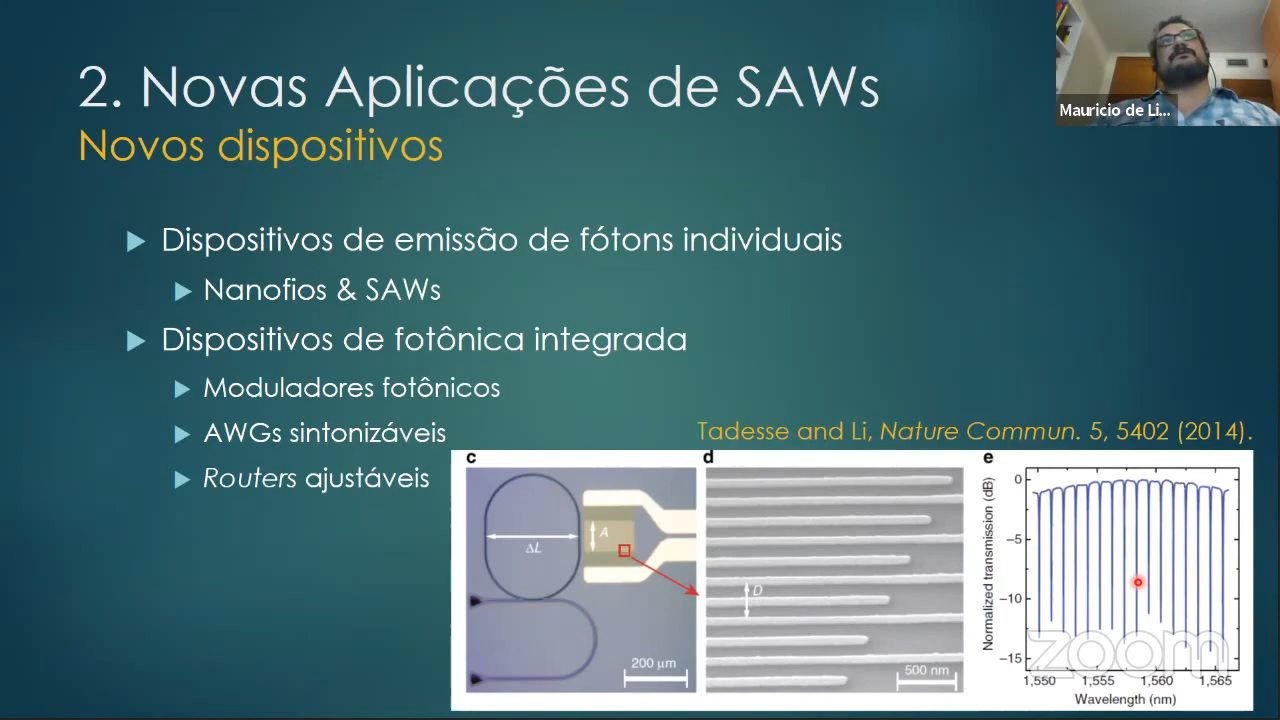 2. Novas Aplicações de SAWs
Novos dispositivos
Mauricio de Li...
Dispositivos de emissão de fótons individuais
Nanofios & SAWs
Dispositivos de fotônica integrada
Moduladores fotônicos
AWGs sintonizáveis
Routers ajustáveis
Tadesse and Li, Nature Commun. 5, 5402 (2014).
c
ΔL
A
200 µm
d
D
500 nm
e
Normalized transmission (dB)
0
−5
−10
−15
1,550
1,555
1,560
1,565
Wavelength (nm)
zoom